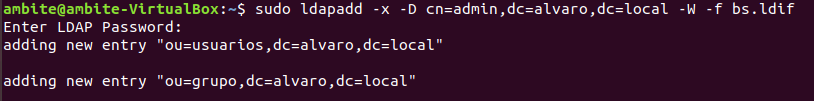 ambite@ambite-VirtualBox:~$ sudo ldapadd -x -D cn=admin,dc=alvaro,dc=local -W -f bs.ldif
Enter LDAP Password:
adding new entry "ou=usuarios,dc=alvaro,dc=local"
adding new entry "ou=grupo,dc=alvaro,dc=local"